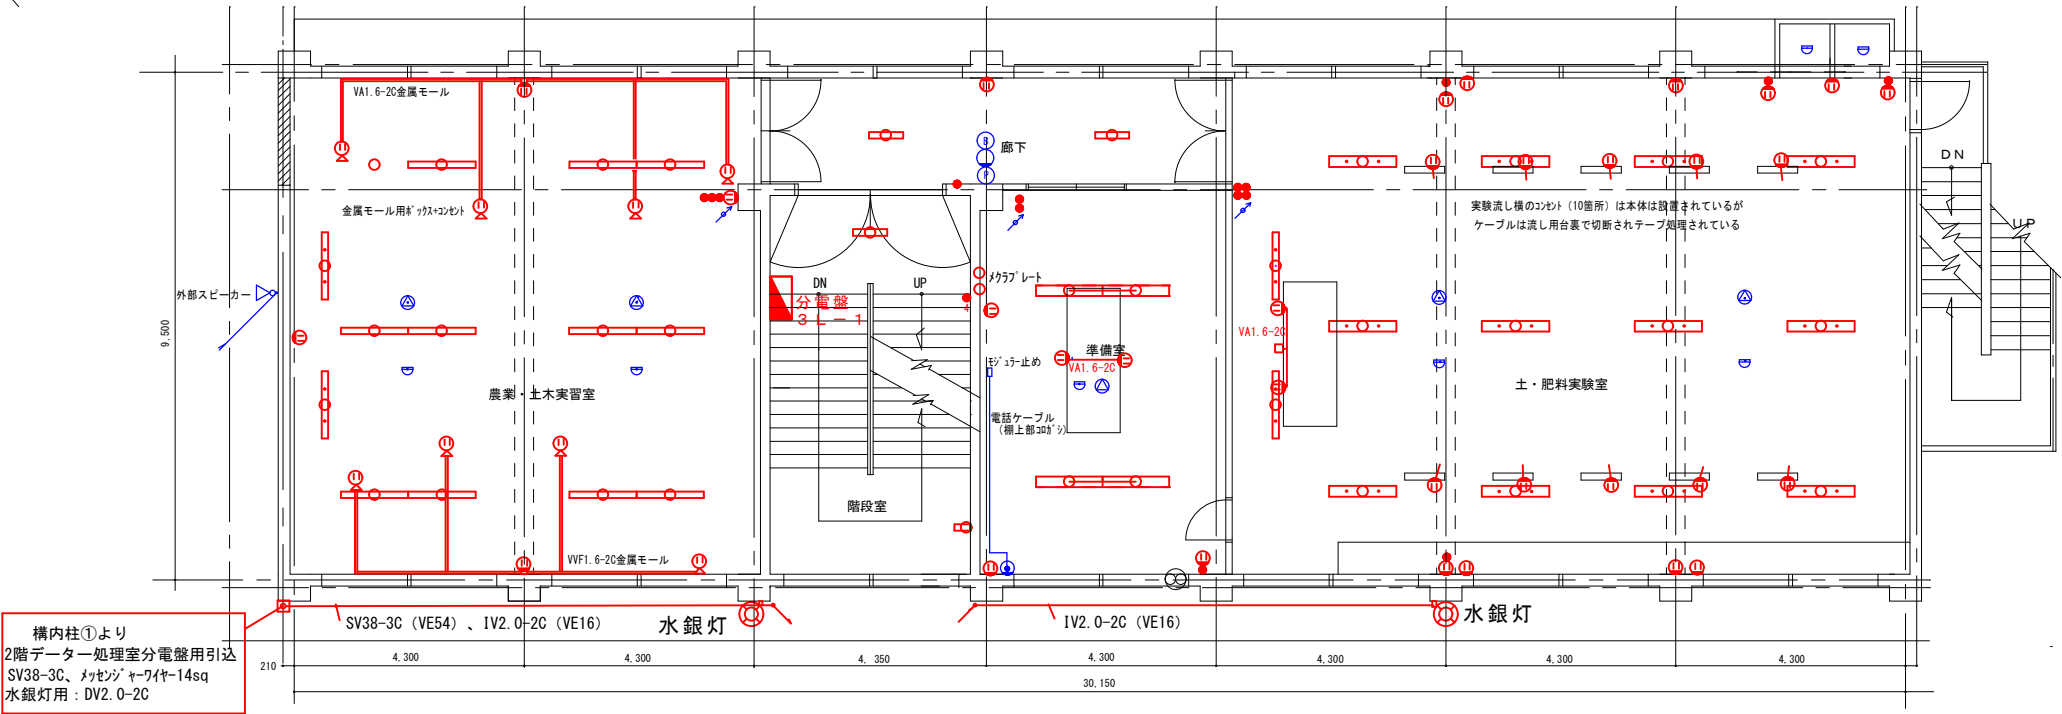 VA1.6-2C金属モール
金属モール用ボックス+コンセント
外部スピーカー
9,500
農業・土木実習室
VVF1.6-2C金属モール
B
P
廊下
DN
UP
分電盤
3L-1
階段室
メクラプレート
4
モジュラー止め
準備室
VA1.6-2C
電話ケーブル
(棚上部コロガシ)
VA1.6-2C
実験流し横のコンセント (10箇所) は本体は設置されているが
ケーブルは流し用台裏で切断されテープ処理されている
土・肥料実験室
DN
UP
構内柱①より
2階データー処理室分電盤用引込
SV38-3C、メッセンジャーワイヤー14sq
水銀灯用：DV2.0-2C
SV38-3C (VE54) 、IV2.0-2C (VE16)
水銀灯
IV2.0-2C (VE16)
水銀灯
210
4,300
4,300
4,350
4,300
4,300
4,300
4,300
30,150